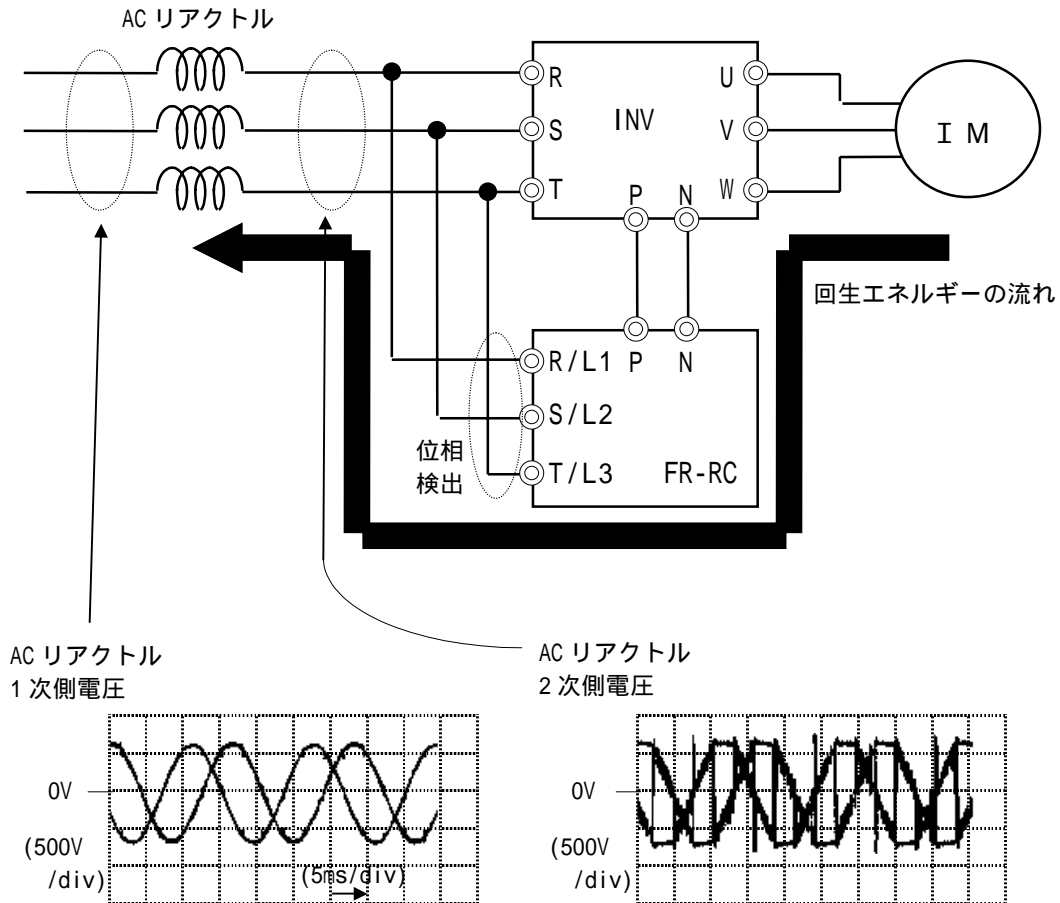 AC リアクトル
R
S
T
INV
U
V
W
P N
I M
回生エネルギーの流れ
P N
R/L1
S/L2
T/L3
FR-RC
位相
検出
AC リアクトル
1 次側電圧
0V
(500V
/div)
(5ms/div)
AC リアクトル
2 次側電圧
0V
(500V
/div)